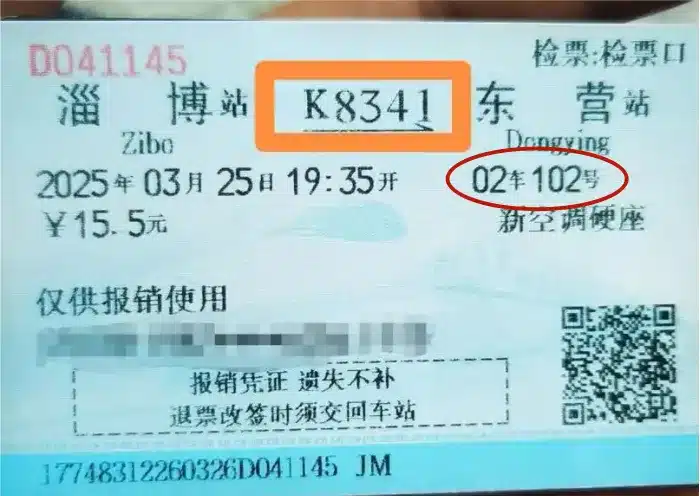 D041145
检票:检票口
淄 博站 K8341 东 营站
Zibo Dongying
2025年03月25日19:35开 02车102号
￥15.5元 新空调硬座
仅供报销使用
报销凭证 遗失不补
退票改签时须交回车站
17748312260326D041145 JM